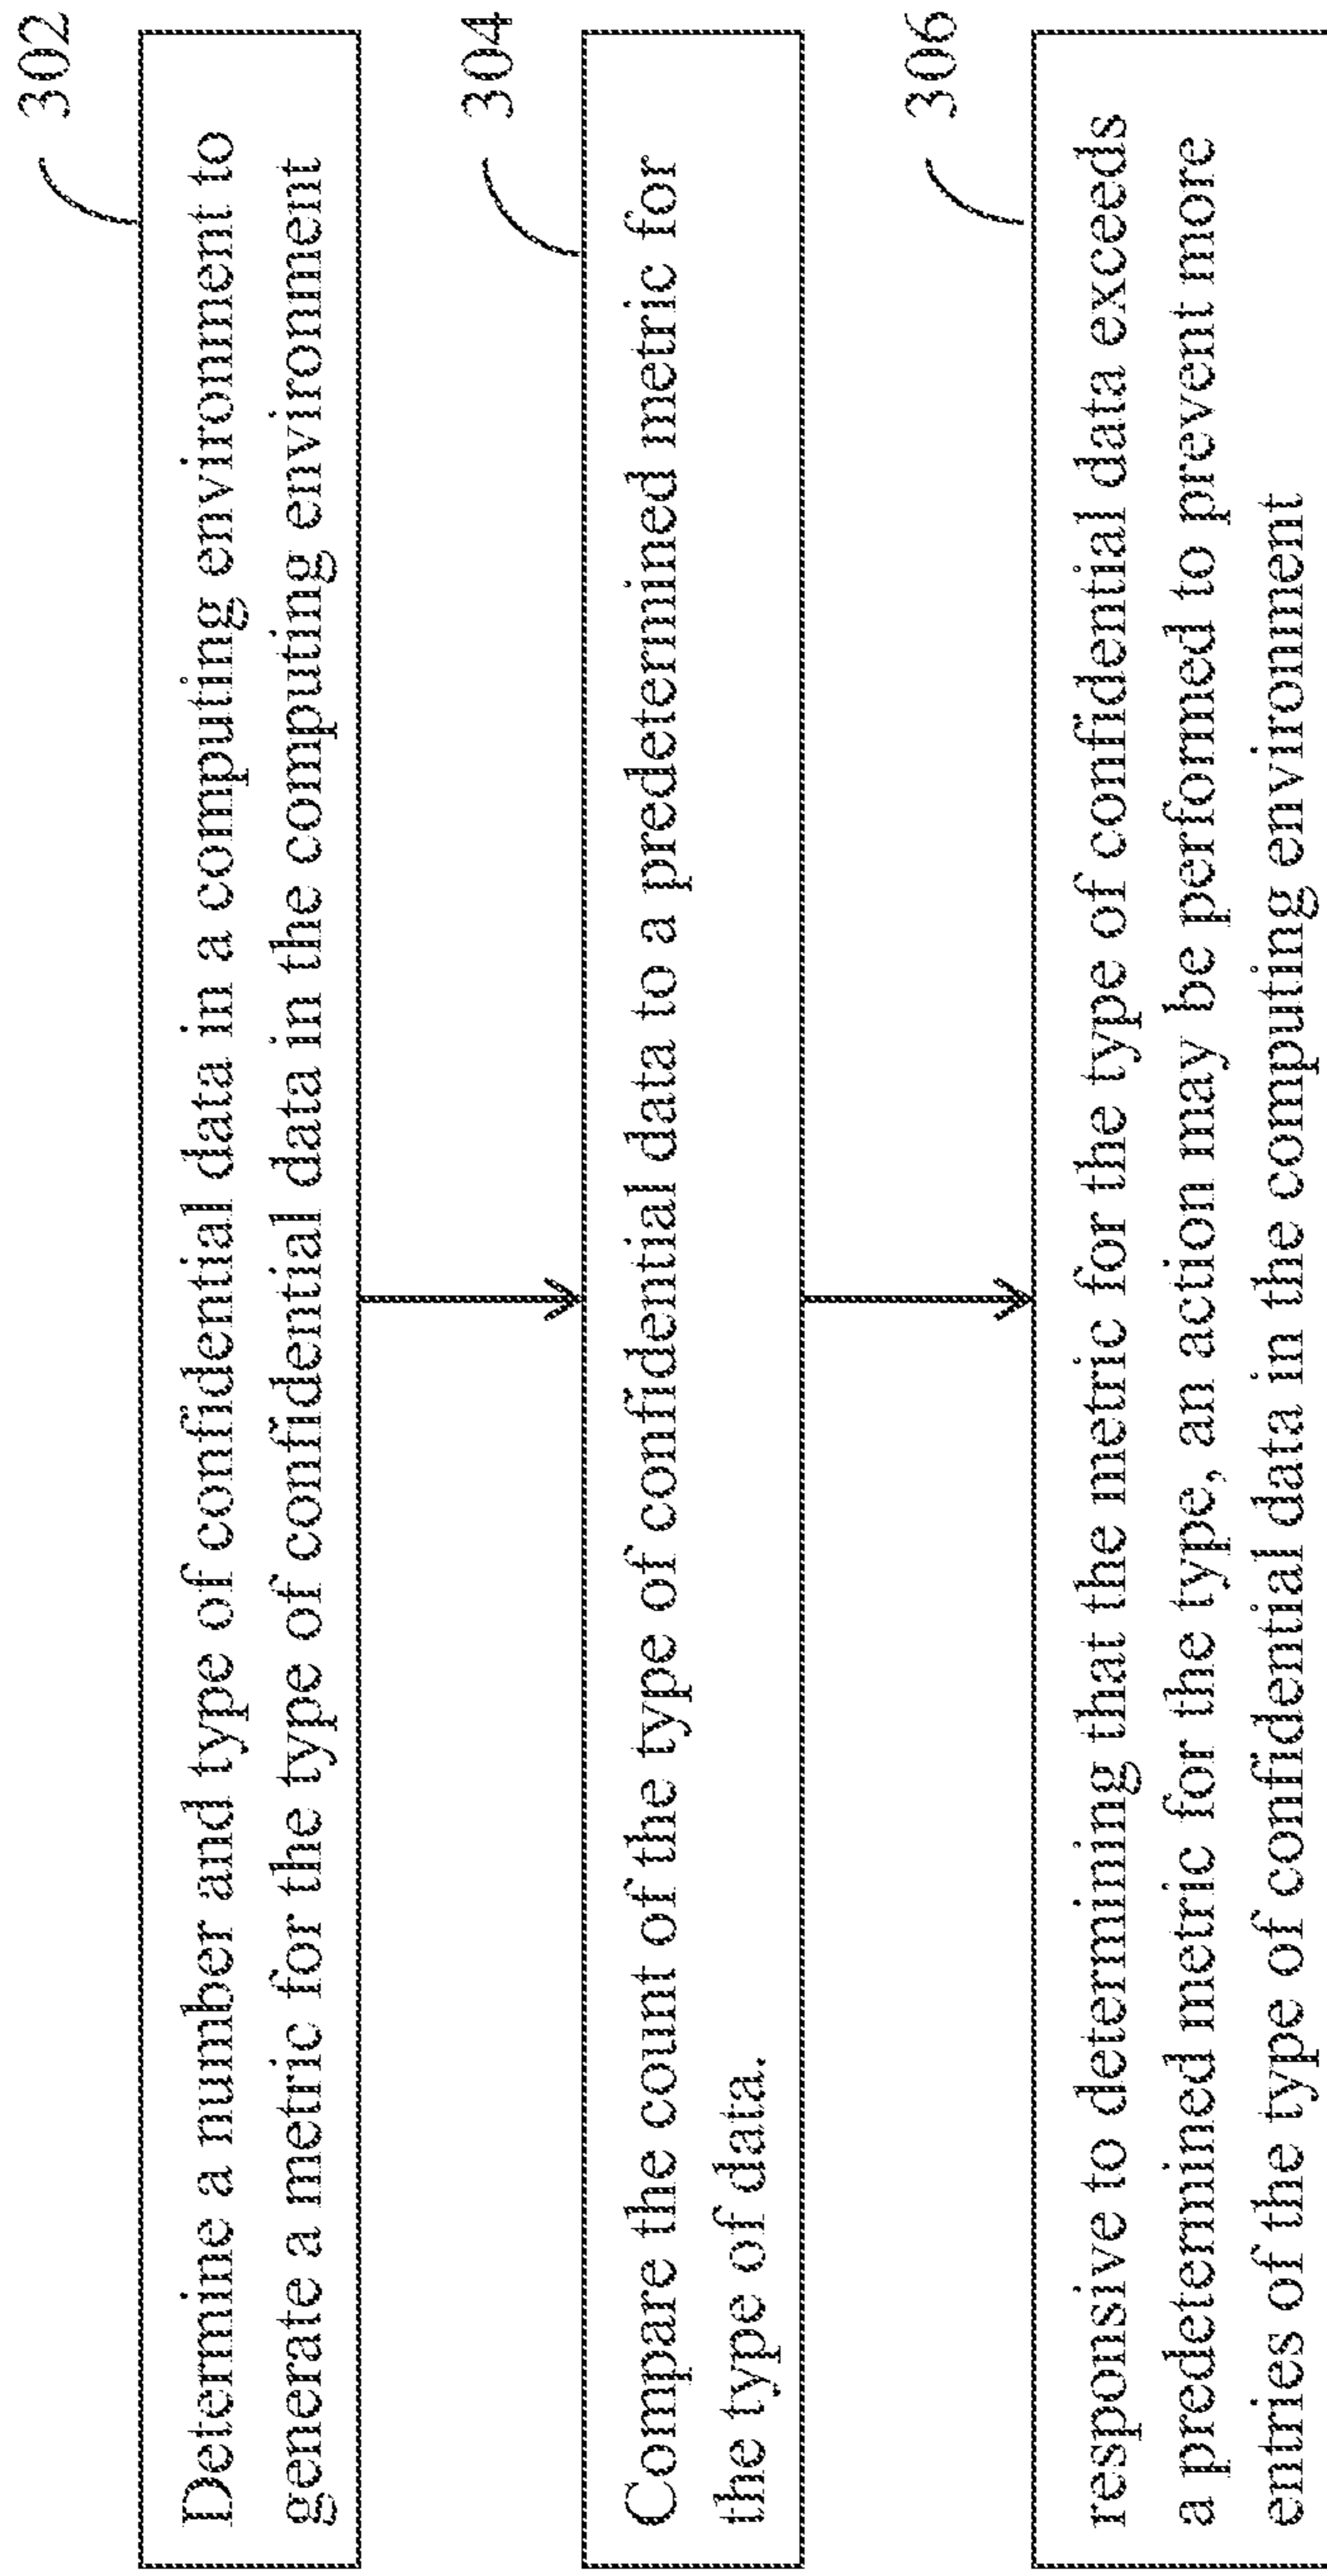 302
Determine a number and type of confidential data in a computing environment to
generate a metric for the type of confidential data in the computing environment
304
Compare the count of the type of confidential data to a predetermined metric for
the type of data.
306
responsive to determining that the metric for the type of confidential data exceeds
a predetermined metric for the type, an action may be performed to prevent more
entries of the type of confidential data in the computing environment